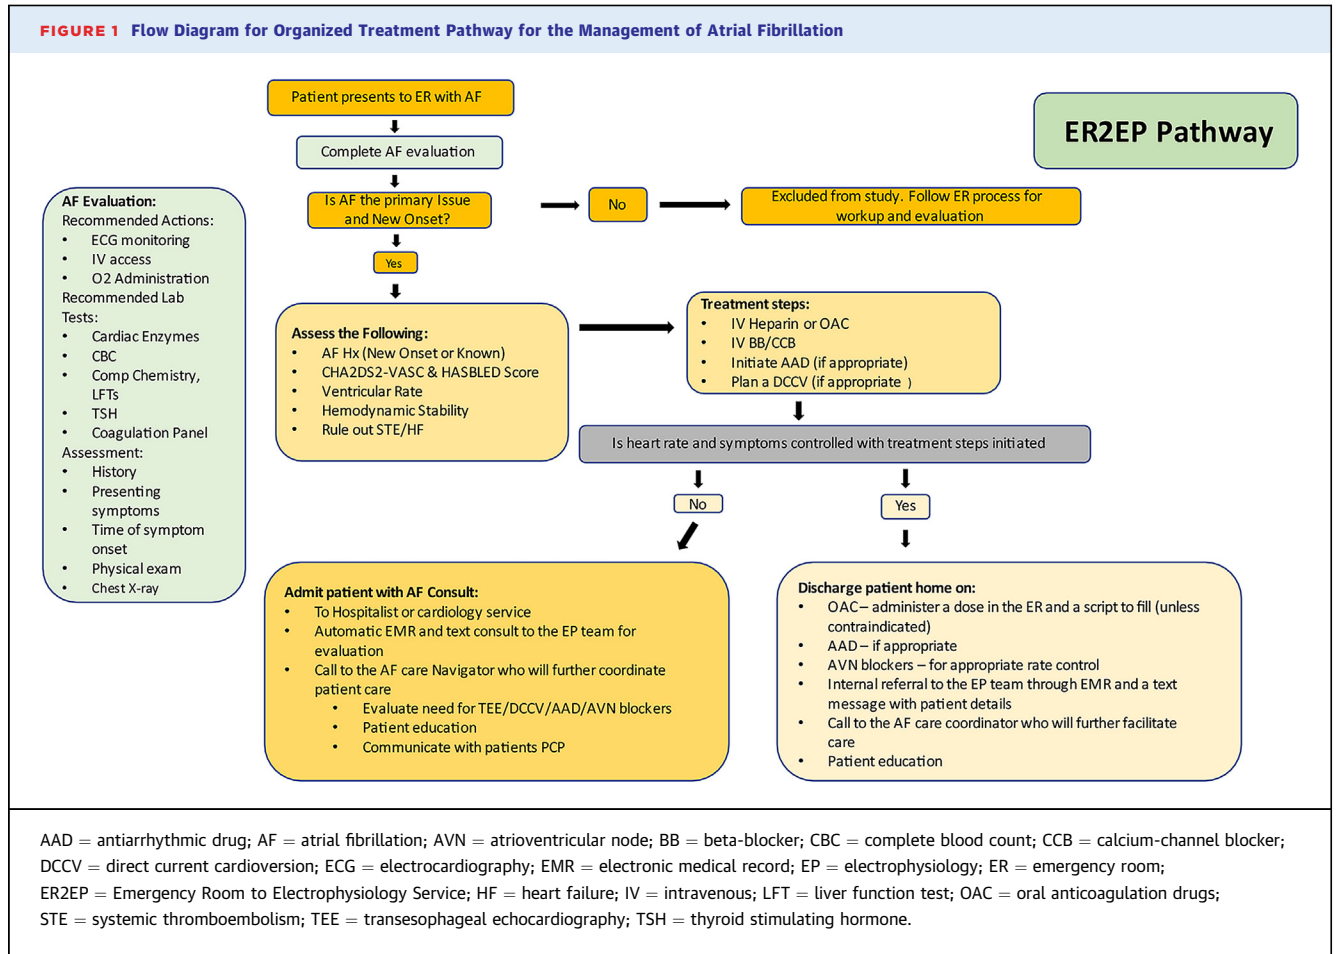 FIGURE 1 Flow Diagram for Organized Treatment Pathway for the Management of Atrial Fibrillation
Patient presents to ER with AF
ER2EP Pathway
Complete AF evaluation
Is AF the primary Issue
and New Onset?
No
Excluded from study. Follow ER process for
workup and evaluation
Yes
AF Evaluation:
Recommended Actions:
• ECG monitoring
• IV access
• O2 Administration
Recommended Lab
Tests:
• Cardiac Enzymes
• CBC
• Comp Chemistry,
LFTs
• TSH
• Coagulation Panel
Assessment:
• History
• Presenting
symptoms
• Time of symptom
onset
• Physical exam
• Chest X-ray
Assess the Following:
• AF Hx (New Onset or Known)
• CHA2DS2-VASC & HASBLED Score
• Ventricular Rate
• Hemodynamic Stability
• Rule out STE/HF
Treatment steps:
• IV Heparin or OAC
• IV BB/CCB
• Initiate AAD (if appropriate)
• Plan a DCCV (if appropriate )
Is heart rate and symptoms controlled with treatment steps initiated
No
Yes
Admit patient with AF Consult:
• To Hospitalist or cardiology service
• Automatic EMR and text consult to the EP team for
evaluation
• Call to the AF care Navigator who will further coordinate
patient care
• Evaluate need for TEE/DCCV/AAD/AVN blockers
• Patient education
• Communicate with patients PCP
Discharge patient home on:
• OAC – administer a dose in the ER and a script to fill (unless
contraindicated)
• AAD – if appropriate
• AVN blockers – for appropriate rate control
• Internal referral to the EP team through EMR and a text
message with patient details
• Call to the AF care coordinator who will further facilitate
care
• Patient education
AAD = antiarrhythmic drug; AF = atrial fibrillation; AVN = atrioventricular node; BB = beta-blocker; CBC = complete blood count; CCB = calcium-channel blocker;
DCCV = direct current cardioversion; ECG = electrocardiography; EMR = electronic medical record; EP = electrophysiology; ER = emergency room;
ER2EP = Emergency Room to Electrophysiology Service; HF = heart failure; IV = intravenous; LFT = liver function test; OAC = oral anticoagulation drugs;
STE = systemic thromboembolism; TEE = transesophageal echocardiography; TSH = thyroid stimulating hormone.